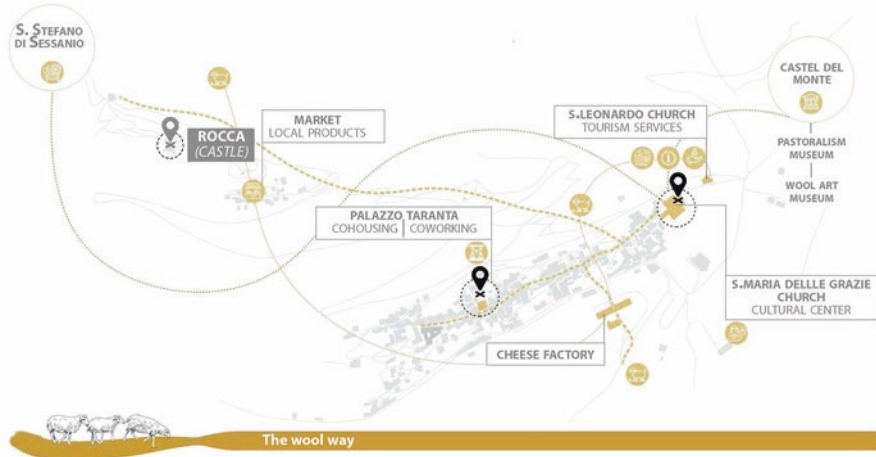 S. STEFANO
DI SESSANIO
ROCCA
(CASTLE)
MARKET
LOCAL PRODUCTS
S.LEONARDO CHURCH
TOURISM SERVICES
CASTEL DEL
MONTE
PASTORALISM
MUSEUM
WOOL ART
MUSEUM
PALAZZO TARANTA
COHOUSING | COWORKING
S.MARIA DELLLE GRAZIE
CHURCH
CULTURAL CENTER
CHEESE FACTORY
The wool way